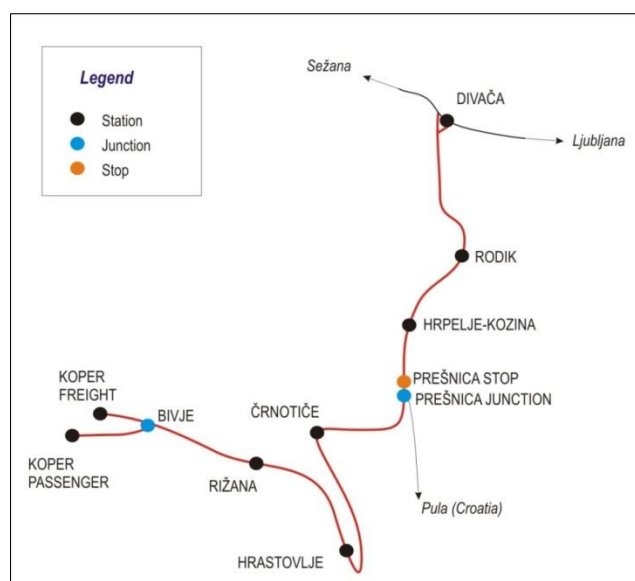 Legend
Station
Junction
Stop
Sežana
DIVAČA
Ljubljana
RODIK
HRPELJE-KOZINA
PREŠNICA STOP
PREŠNICA JUNCTION
KOPER
FREIGHT
BIVJE
ČRNOTIČE
KOPER
PASSENGER
RIŽANA
Pula (Croatia)
HRASTOVLJE